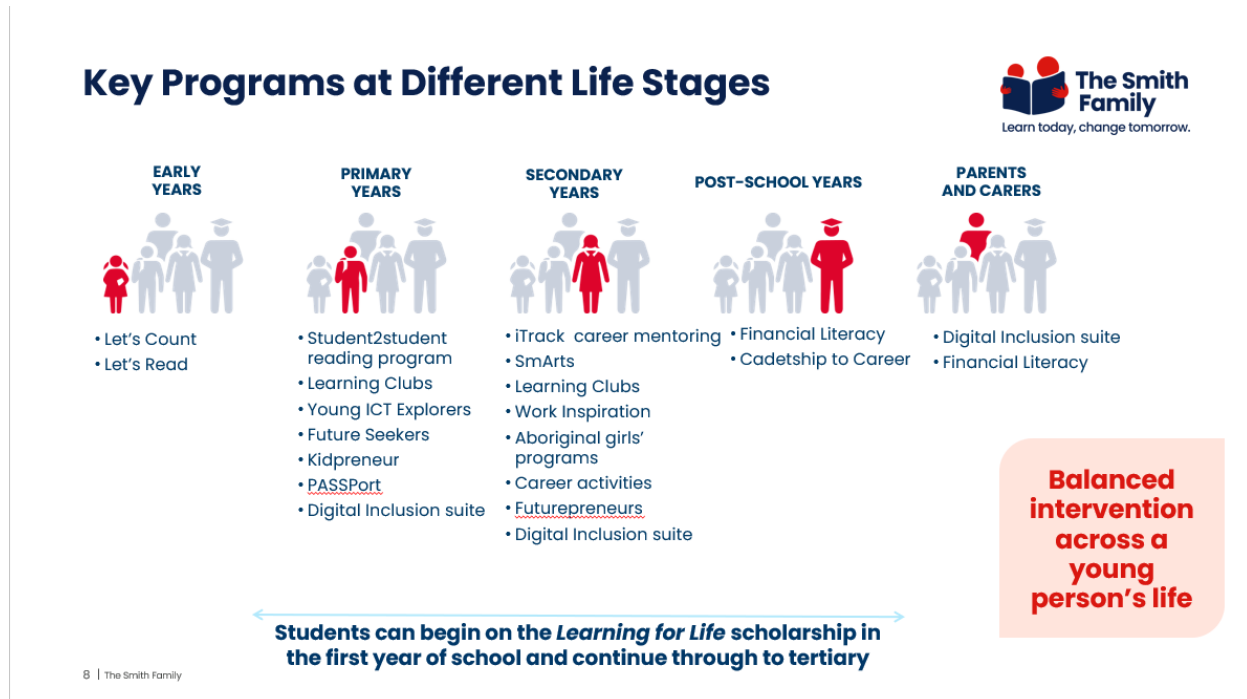 Key Programs at Different Life Stages
The Smith
Family
Learn today, change tomorrow.
EARLY
YEARS
• Let's Count
• Let's Read
PRIMARY
YEARS
• Student2student
reading program
• Learning Clubs
• Young ICT Explorers
• Future Seekers
• Kidpreneur
• PASSPort
• Digital Inclusion suite
SECONDARY
YEARS
• iTrack  career mentoring
• SmArts
• Learning Clubs
• Work Inspiration
• Aboriginal girls'
programs
• Career activities
• Futurepreneurs
• Digital Inclusion suite
POST-SCHOOL YEARS
• Financial Literacy
• Cadetship to Career
PARENTS
AND CARERS
• Digital Inclusion suite
• Financial Literacy
Balanced
intervention
across a
young
person's life
Students can begin on the Learning for Life scholarship in
the first year of school and continue through to tertiary
8 | The Smith Family